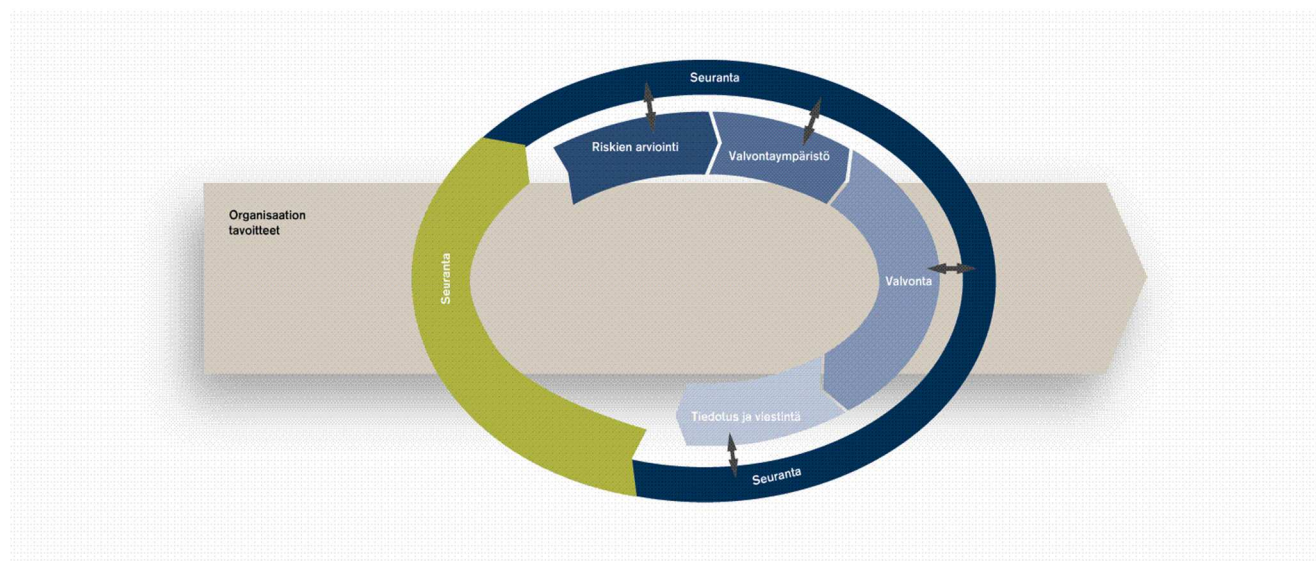 Seuranta
Riskien arviointi
Valvontaympäristö
Organisaation
tavoitteet
Seuranta
Valvonta
Tiedotus ja viestintä
Seuranta